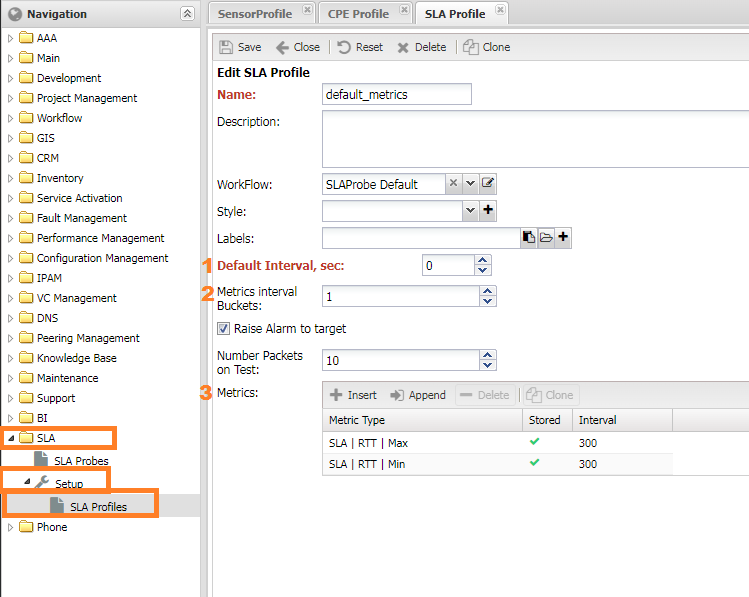 Navigation
AAA
Main
Development
Project Management
Workflow
GIS
CRM
Inventory
Service Activation
Fault Management
Performance Management
Configuration Management
IPAM
VC Management
DNS
Peering Management
Knowledge Base
Maintenance
Support
BI
SLA
SLA Probes
Setup
SLA Profiles
Phone
SensorProfile CPE Profile SLA Profile
Save Close Reset Delete Clone
Edit SLA Profile
Name: default_metrics
Description:
WorkFlow: SLAProbe Default
Style:
Labels:
1 Default Interval, sec: 0
2 Metrics interval
Buckets: 1
Raise Alarm to target
Number Packets
on Test: 10
3 Metrics: Insert Append Delete Clone
Metric Type Stored Interval
SLA | RTT | Max 300
SLA | RTT | Min 300